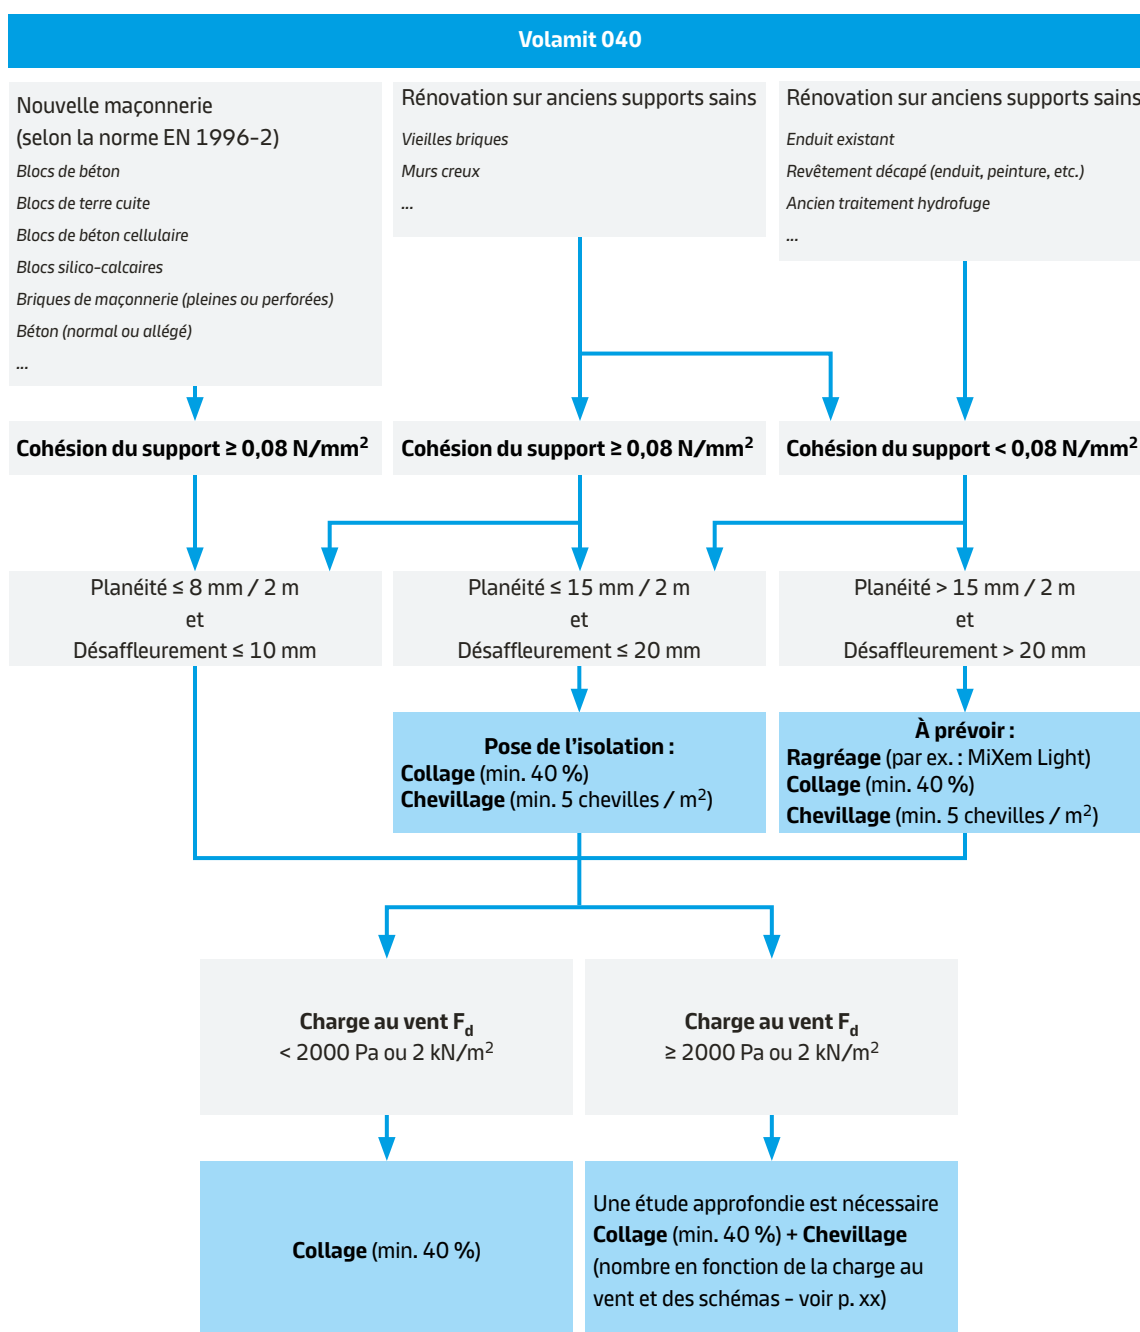 Volamit 040
Nouvelle maçonnerie
(selon la norme EN 1996-2)
Blocs de béton
Blocs de terre cuite
Blocs de béton cellulaire
Blocs silico-calcaires
Briques de maçonnerie (pleines ou perforées)
Béton (normal ou allégé)
...
Rénovation sur anciens supports sains
Vieilles briques
Murs creux
...
Rénovation sur anciens supports sains
Enduit existant
Revêtement décapé (enduit, peinture, etc.)
Ancien traitement hydrofuge
...
Cohésion du support ≥ 0,08 N/mm²
Cohésion du support ≥ 0,08 N/mm²
Cohésion du support < 0,08 N/mm²
Planéité ≤ 8 mm / 2 m
et
Désaffleurement ≤ 10 mm
Planéité ≤ 15 mm / 2 m
et
Désaffleurement ≤ 20 mm
Planéité > 15 mm / 2 m
et
Désaffleurement > 20 mm
Pose de l'isolation :
Collage (min. 40 %)
Chevillage (min. 5 chevilles / m²)
À prévoir :
Ragréage (par ex. : MiXem Light)
Collage (min. 40 %)
Chevillage (min. 5 chevilles / m²)
Charge au vent Fd
< 2000 Pa ou 2 kN/m²
Charge au vent Fd
≥ 2000 Pa ou 2 kN/m²
Collage (min. 40 %)
Une étude approfondie est nécessaire
Collage (min. 40 %) + Chevillage
(nombre en fonction de la charge au
vent et des schémas - voir p. xx)